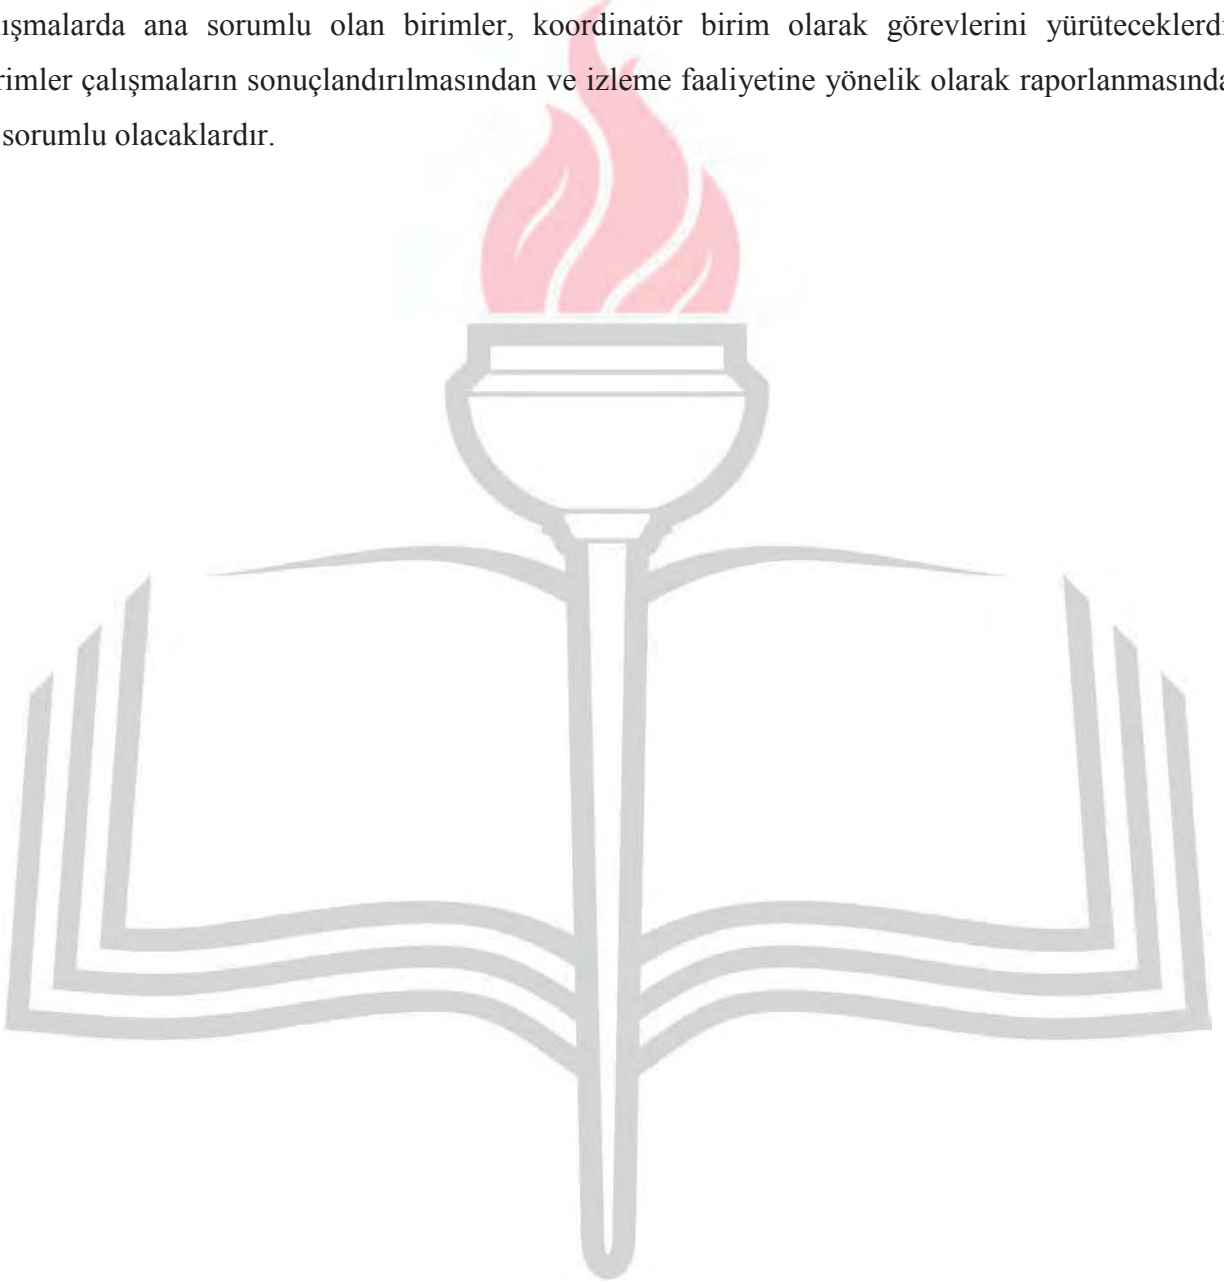 ışmalarda ana sorumlu olan birimler, koordinatör birim olarak görevlerini yürüteceklerdi
rimler çalışmaların sonuçlandırılmasından ve izleme faaliyetine yönelik olarak raporlanmasında
sorumlu olacaklardır.